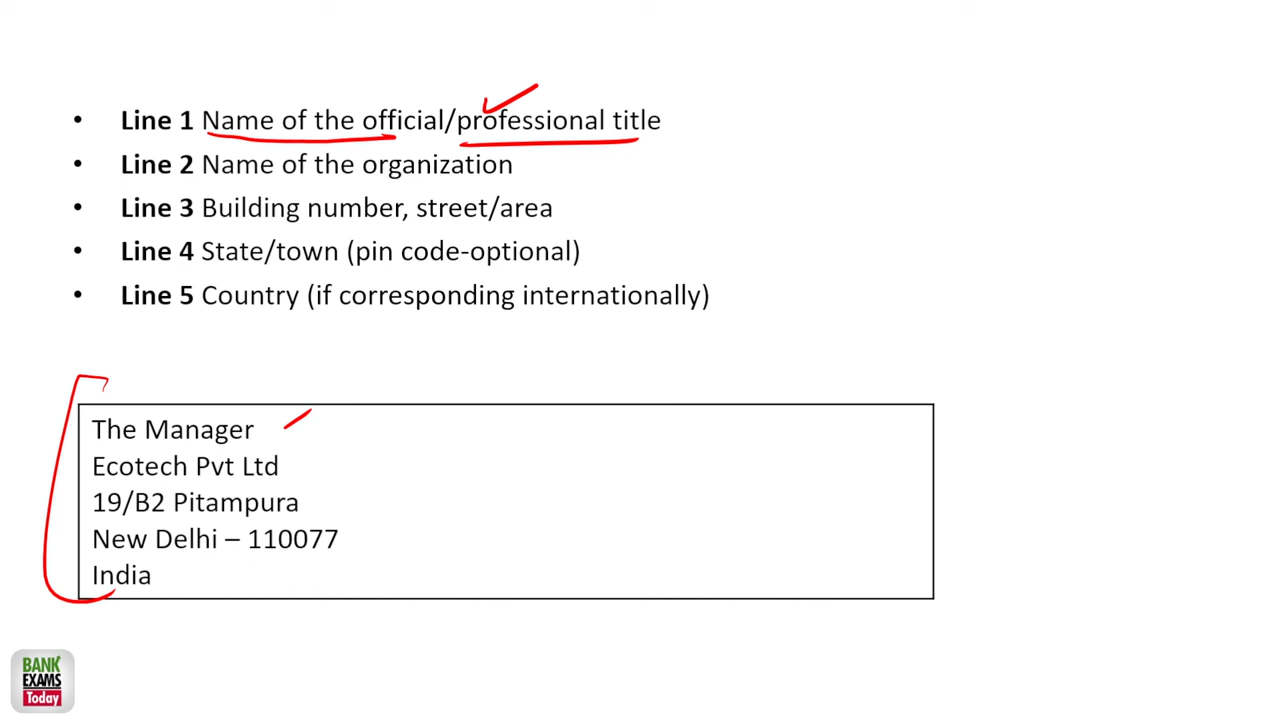 • Line 1 Name of the official/professional title
• Line 2 Name of the organization
• Line 3 Building number, street/area
• Line 4 State/town (pin code-optional)
• Line 5 Country (if corresponding internationally)
The Manager
Ecotech Pvt Ltd
19/B2 Pitampura
New Delhi – 110077
India
BANK
EXAMS
Today